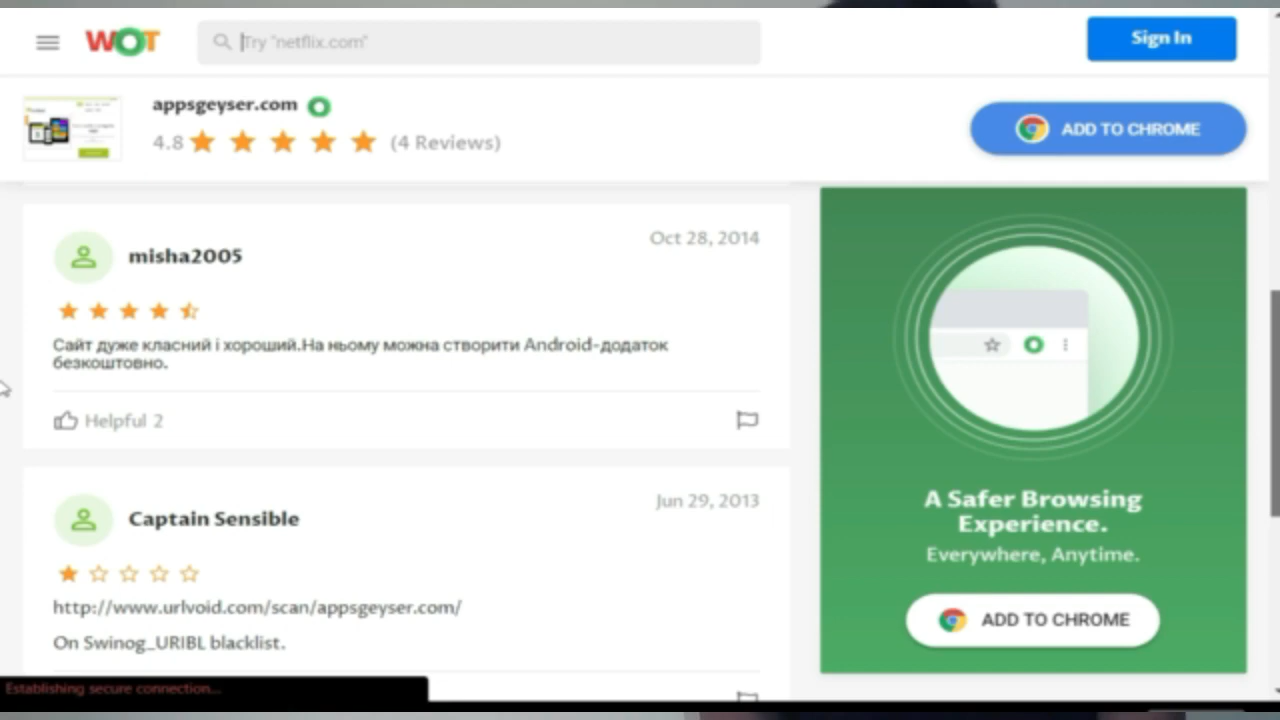 WOT
Try "netflix.com"
Sign In
appsgeyser.com
4.8 (4 Reviews)
ADD TO CHROME
misha2005
Oct 28, 2014
Сайт дуже класний і хороший.На ньому можна створити Android-додаток
безкоштовно.
Helpful 2
Captain Sensible
Jun 29, 2013
http://www.urlvoid.com/scan/appsgeyser.com/
On Swinog_URIBL blacklist.
A Safer Browsing
Experience.
Everywhere, Anytime.
ADD TO CHROME
Establishing secure connection...